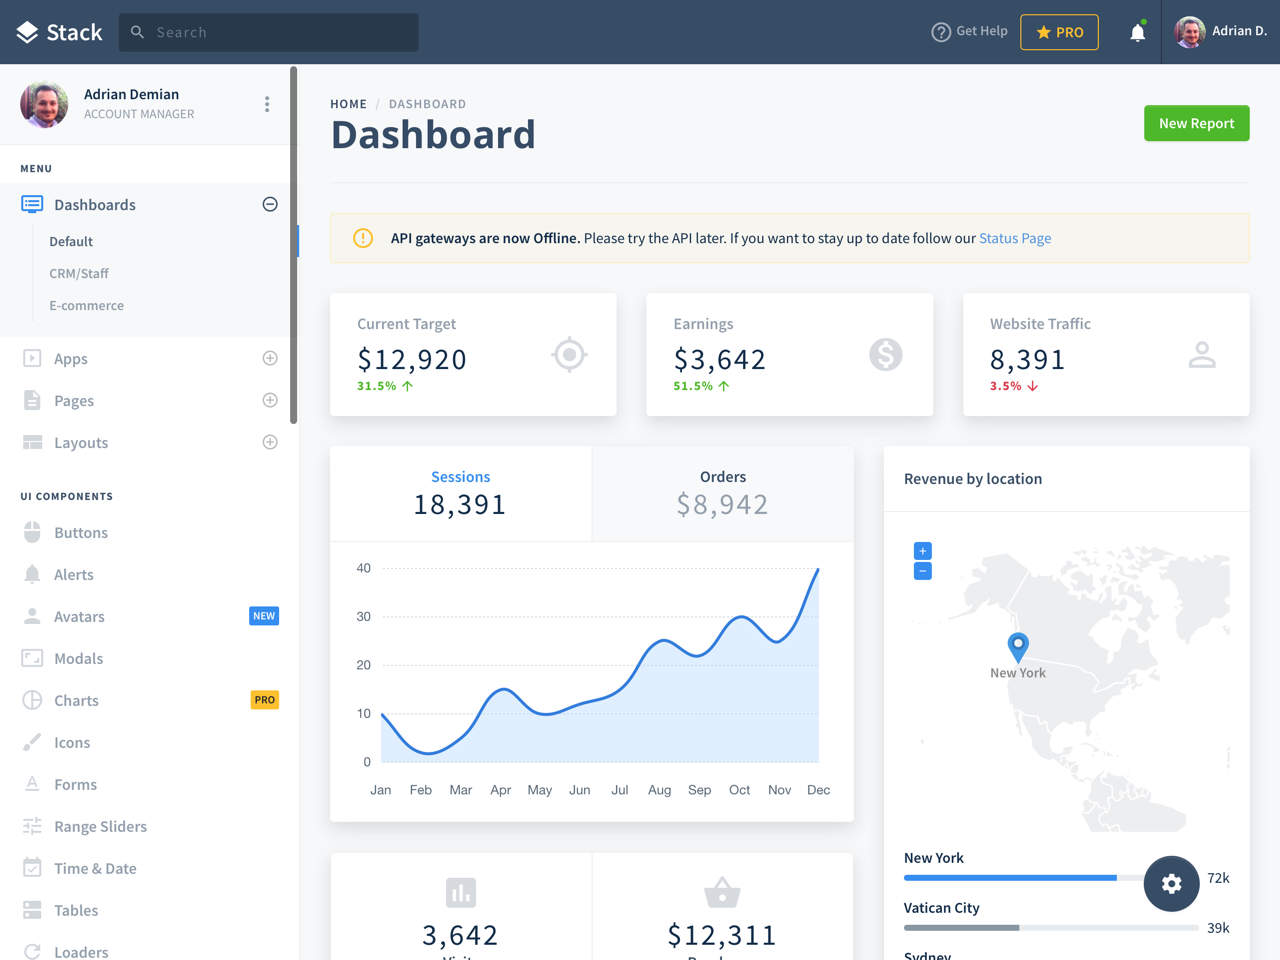 Stack
Search
Get Help
PRO
Adrian D.
Adrian Demian
ACCOUNT MANAGER
MENU
Dashboards
Default
CRM/Staff
E-commerce
Apps
Pages
Layouts
UI COMPONENTS
Buttons
Alerts
Avatars
NEW
Modals
Charts
PRO
Icons
Forms
Range Sliders
Time & Date
Tables
Loaders
HOME / DASHBOARD
Dashboard
New Report
API gateways are now Offline. Please try the API later. If you want to stay up to date follow our Status Page
Current Target
$12,920
31.5%
Earnings
$3,642
51.5%
Website Traffic
8,391
3.5%
Sessions
18,391
Orders
$8,942
40
30
20
10
0
Jan Feb Mar Apr May Jun Jul Aug Sep Oct Nov Dec
3,642
$12,311
Revenue by location
+
−
New York
New York
72k
Vatican City
39k
Sydney